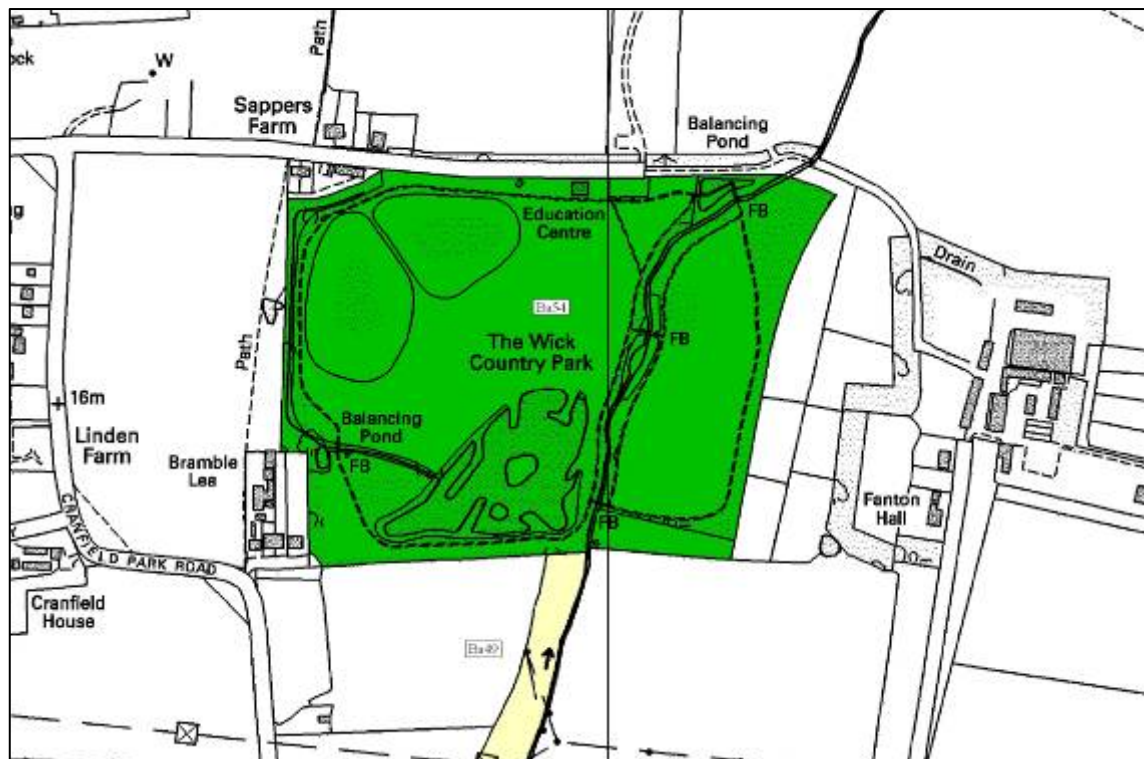 ock
W
Path
Sappers
Farm
Balancing
Pond
Education
Centre
FB
Drain
Ba54
The Wick
Country Park
FB
Path
16m
Linden
Farm
Balancing
Pond
Bramble
Lee
FB
FB
Fanton
Hall
CRANFIELD PARK ROAD
Cranfield
House
Ba49